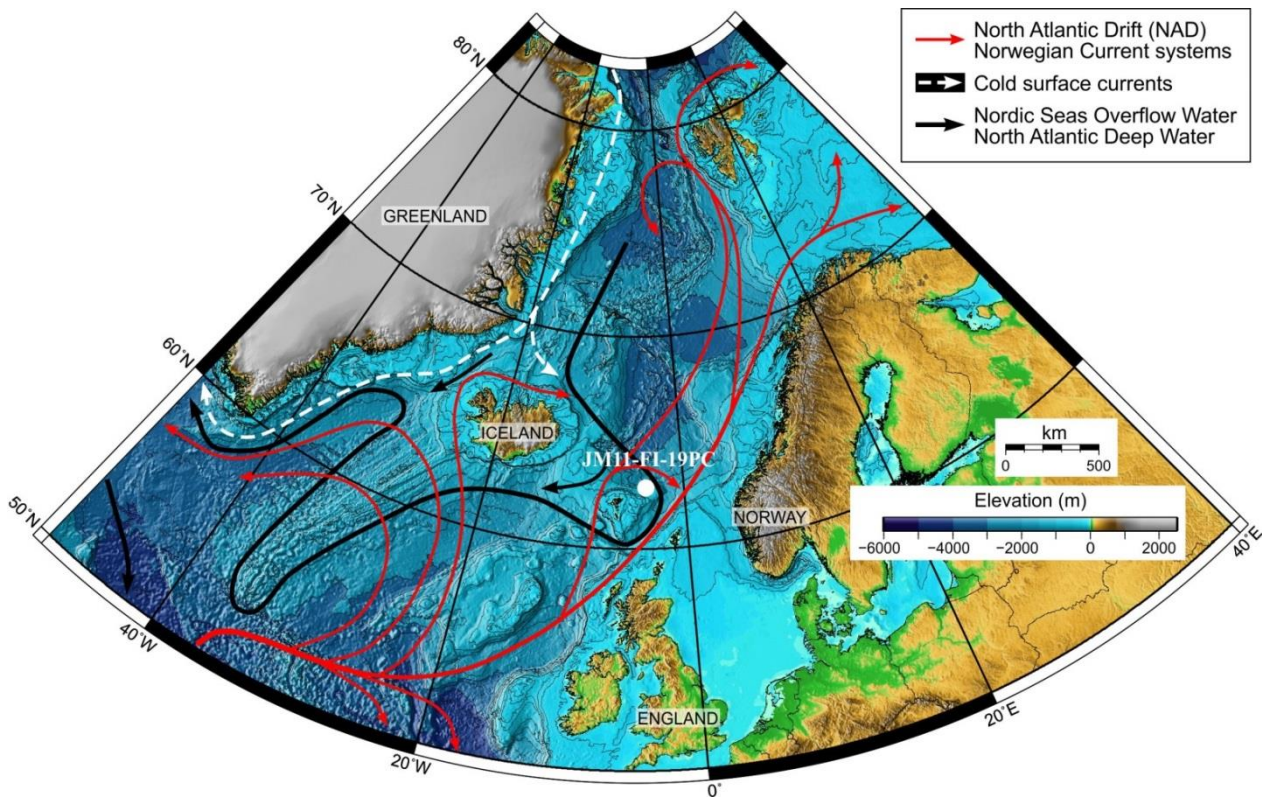 North Atlantic Drift (NAD)
Norwegian Current systems
Cold surface currents
Nordic Seas Overflow Water
North Atlantic Deep Water
80°N
70°N
60°N
50°N
GREENLAND
ICELAND
JM11-FI-19PC
NORWAY
ENGLAND
km
0 500
Elevation (m)
−6000 −4000 −2000 0 2000
40°W
20°W
0°
20°E
40°E